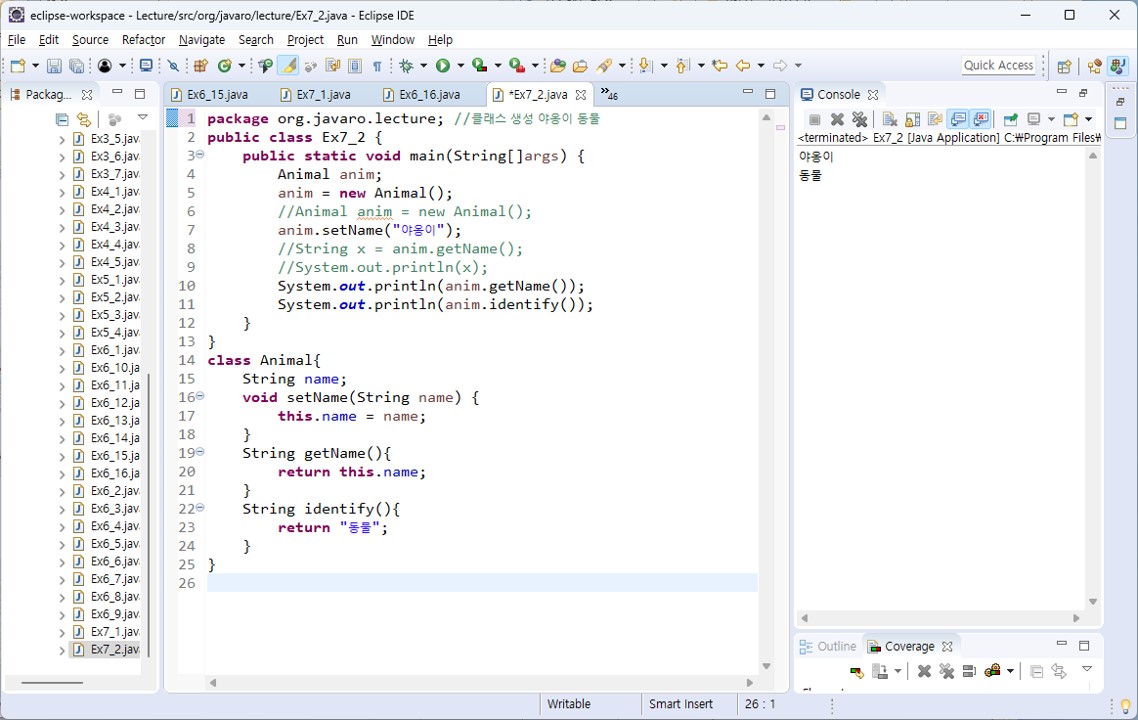 eclipse-workspace - Lecture/src/org/javaro/lecture/Ex7_2.java - Eclipse IDE
File Edit Source Refactor Navigate Search Project Run Window Help
Quick Access
Packag...
Ex6_15.java Ex7_1.java Ex6_16.java *Ex7_2.java »46
Console
<terminated> Ex7_2 [Java Application] C:₩Program Files₩
야옹이
동물
Ex3_5.jav
Ex3_6.jav
Ex3_7.jav
Ex4_1.jav
Ex4_2.jav
Ex4_3.jav
Ex4_4.jav
Ex4_5.jav
Ex5_1.jav
Ex5_2.jav
Ex5_3.jav
Ex5_4.jav
Ex6_1.jav
Ex6_10.ja
Ex6_11.ja
Ex6_12.ja
Ex6_13.ja
Ex6_14.ja
Ex6_15.ja
Ex6_16.ja
Ex6_2.jav
Ex6_3.jav
Ex6_4.jav
Ex6_5.jav
Ex6_6.jav
Ex6_7.jav
Ex6_8.jav
Ex6_9.jav
Ex7_1.jav
Ex7_2.jav
1 package org.javaro.lecture; //클래스 생성 야옹이 동물
2 public class Ex7_2 {
3 public static void main(String[]args) {
4 Animal anim;
5 anim = new Animal();
6 //Animal anim = new Animal();
7 anim.setName("야옹이");
8 //String x = anim.getName();
9 //System.out.println(x);
10 System.out.println(anim.getName());
11 System.out.println(anim.identify());
12 }
13 }
14 class Animal{
15 String name;
16 void setName(String name) {
17 this.name = name;
18 }
19 String getName(){
20 return this.name;
21 }
22 String identify(){
23 return "동물";
24 }
25 }
26
Outline Coverage
Writable Smart Insert 26 : 1